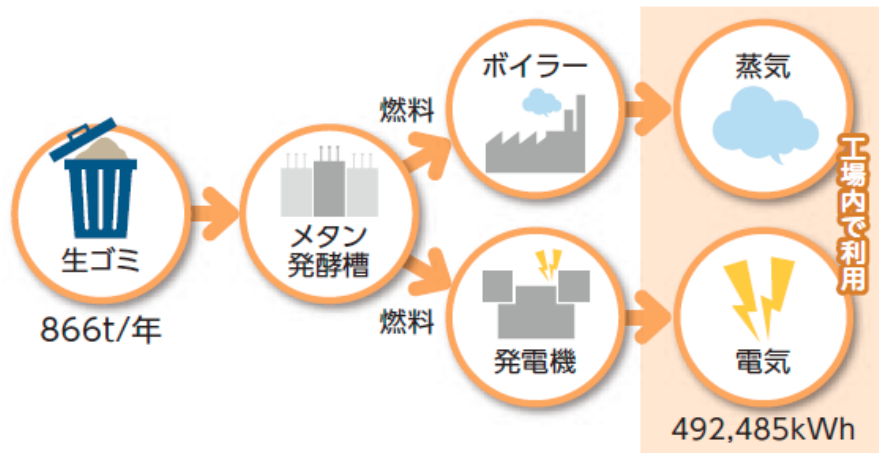 生ゴミ
866t/年
メタン
発酵槽
燃料
ボイラー
蒸気
燃料
発電機
電気
492,485kWh
工場内で利用